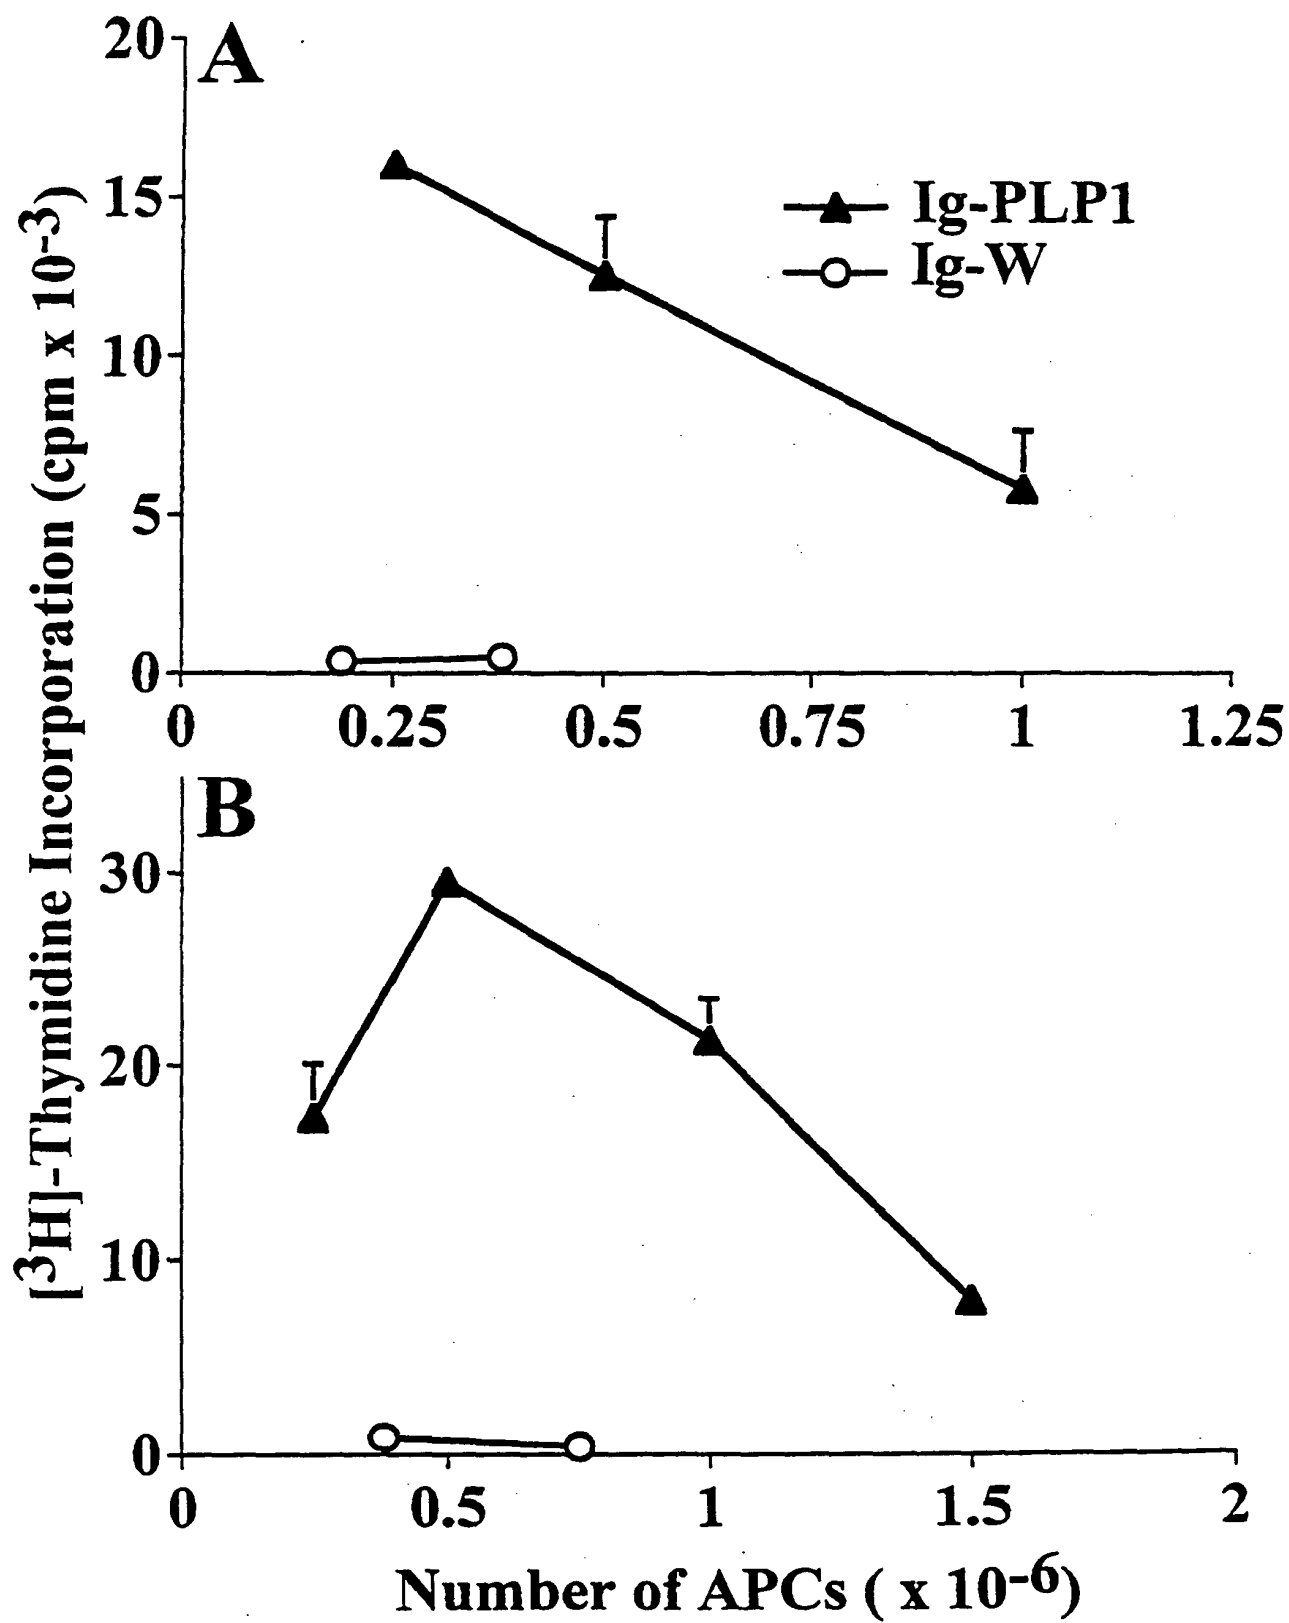 [³H]-Thymidine Incorporation (cpm x 10⁻³)
A
20
15
10
5
0
Ig-PLP1
Ig-W
0 0.25 0.5 0.75 1 1.25
B
30
20
10
0
0 0.5 1 1.5 2
Number of APCs ( x 10⁻⁶)